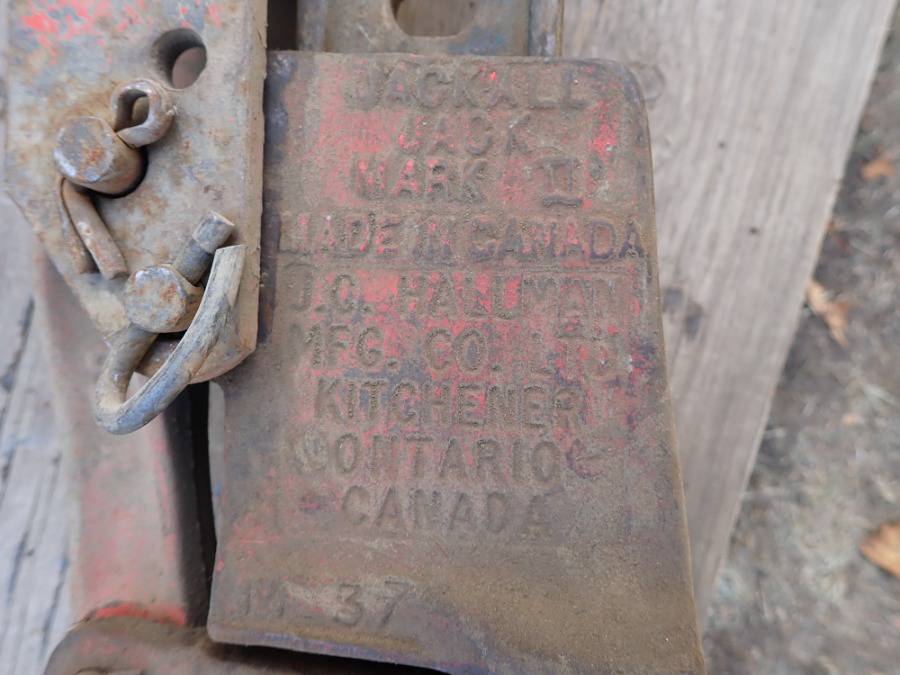 JACKALL
JACK
MARK II
MADE IN CANADA
J.C. HALLMAN
MFG. CO. LTD.
KITCHENER
ONTARIO
CANADA
M 37